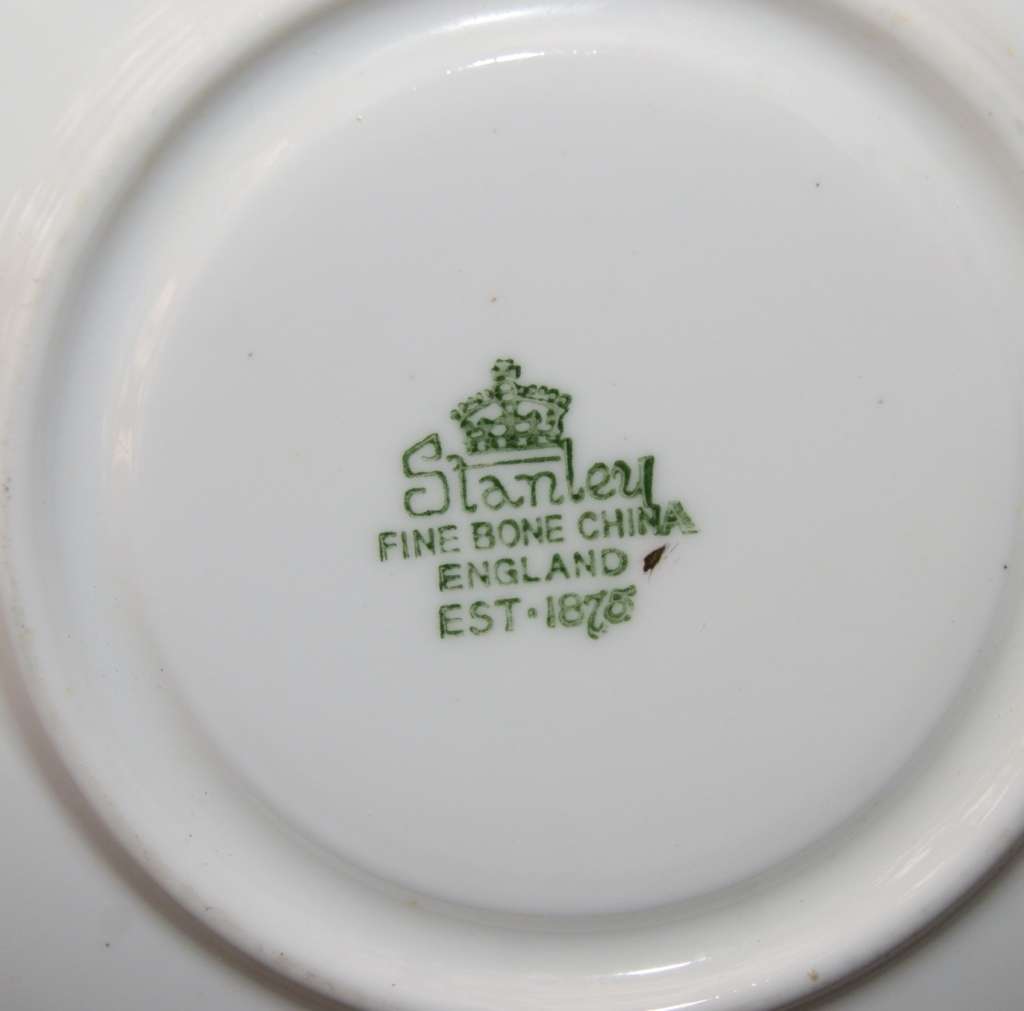 Stanley
FINE BONE CHINA
ENGLAND
EST · 1875